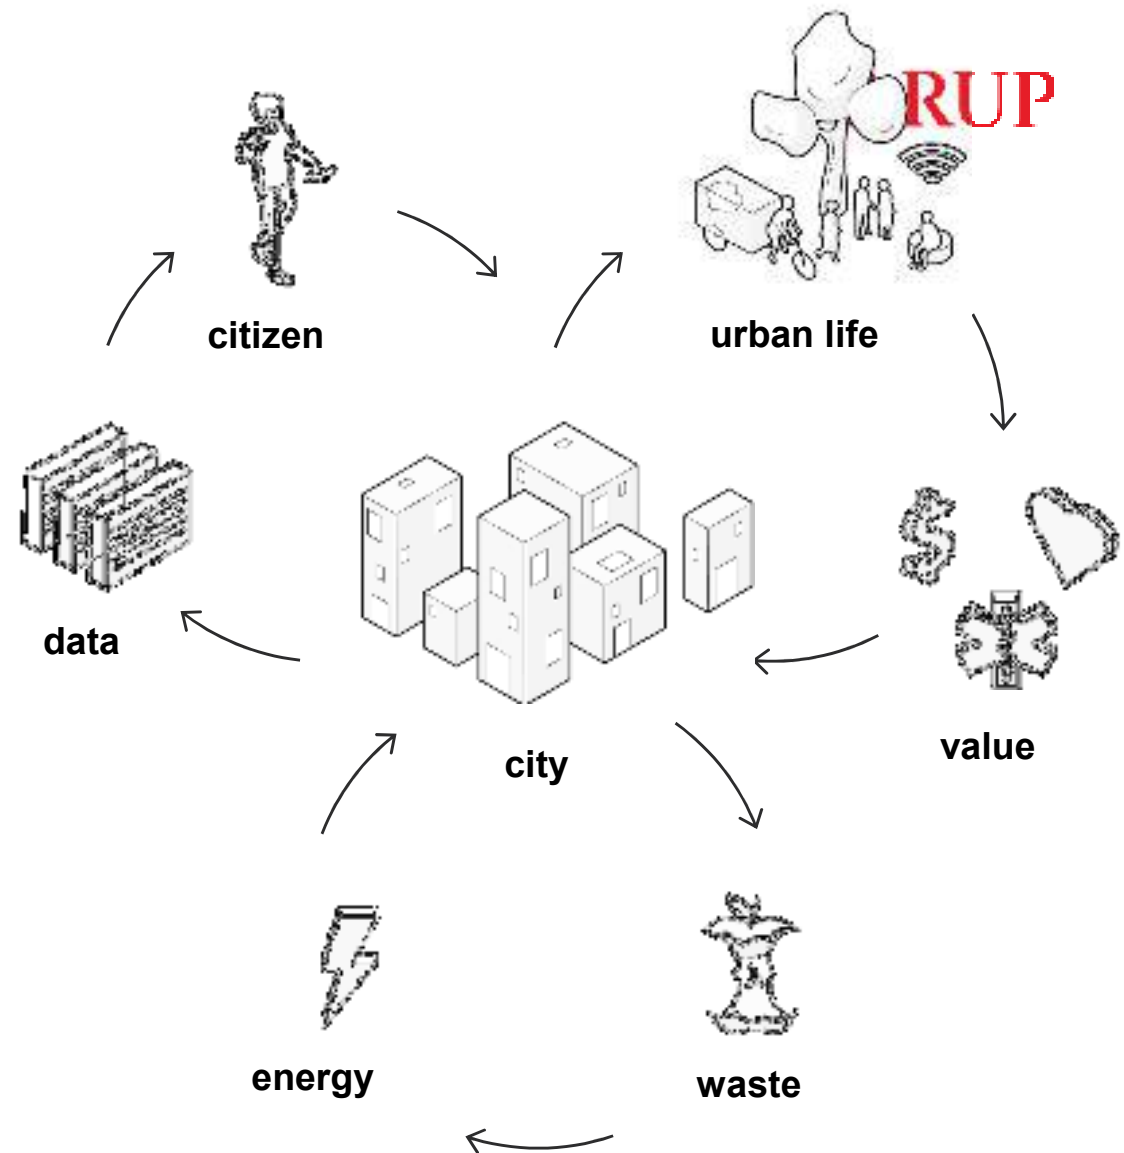 RUP
citizen
urban life
data
$
value
city
energy
waste